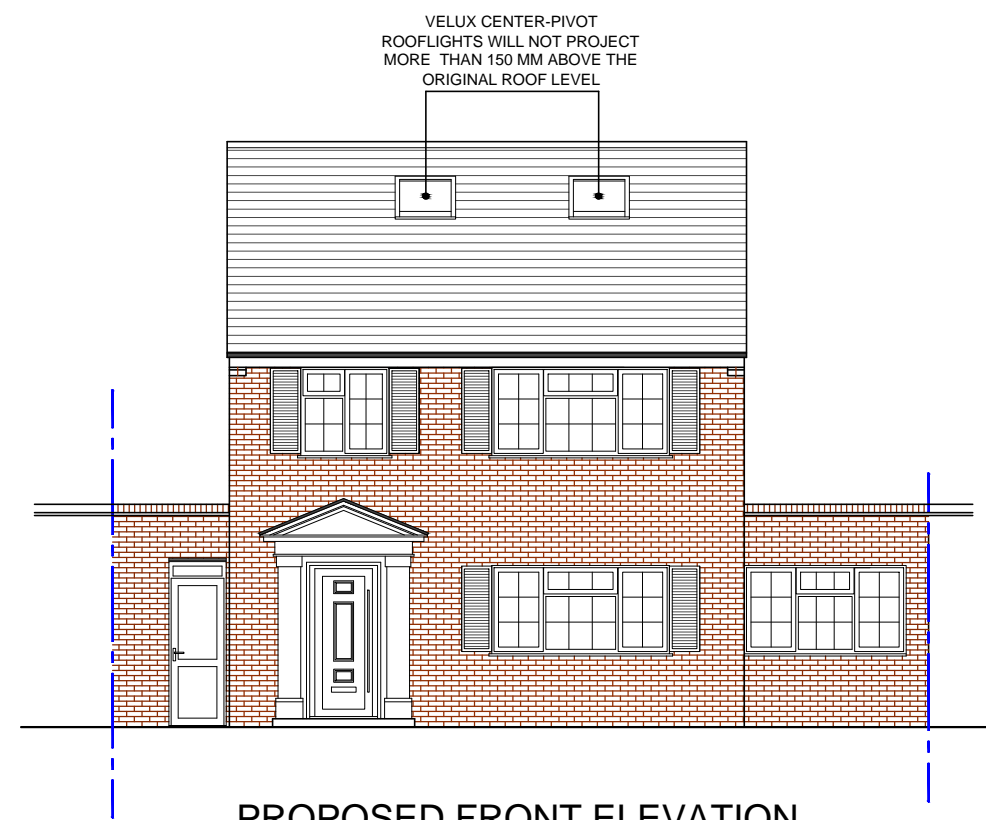 VELUX CENTER-PIVOT
ROOFLIGHTS WILL NOT PROJECT
MORE THAN 150 MM ABOVE THE
ORIGINAL ROOF LEVEL
PROPOSED FRONT ELEVATION